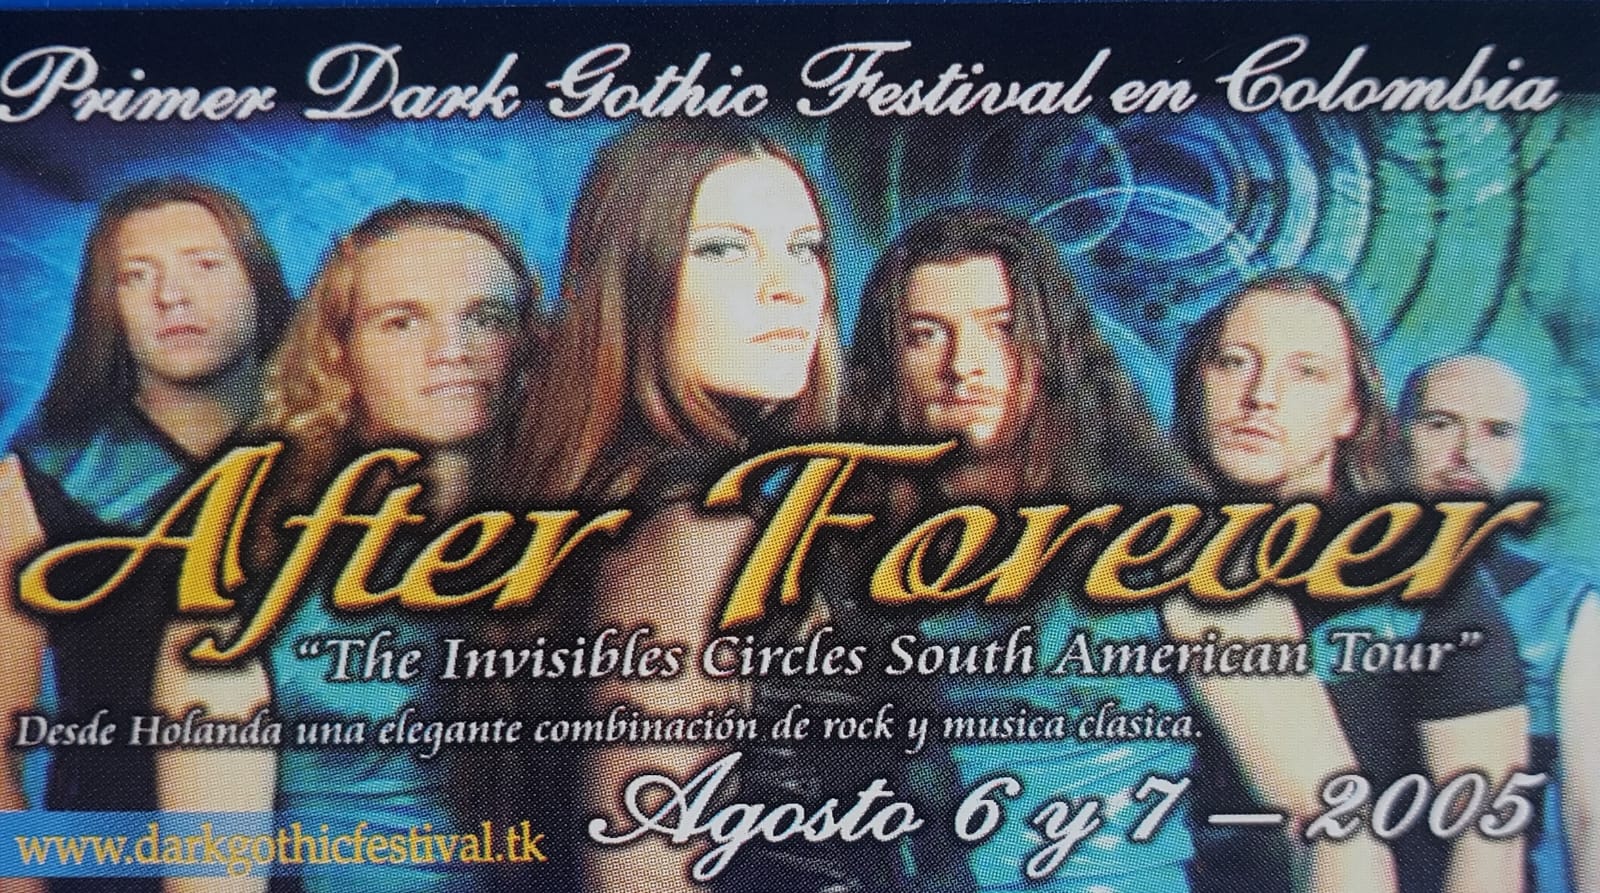 Primer Dark Gothic Festival en Colombia
After Forever
“The Invisibles Circles South American Tour”
Desde Holanda una elegante combinación de rock y musica clasica.
Agosto 6 y 7 – 2005
www.darkgothicfestival.tk